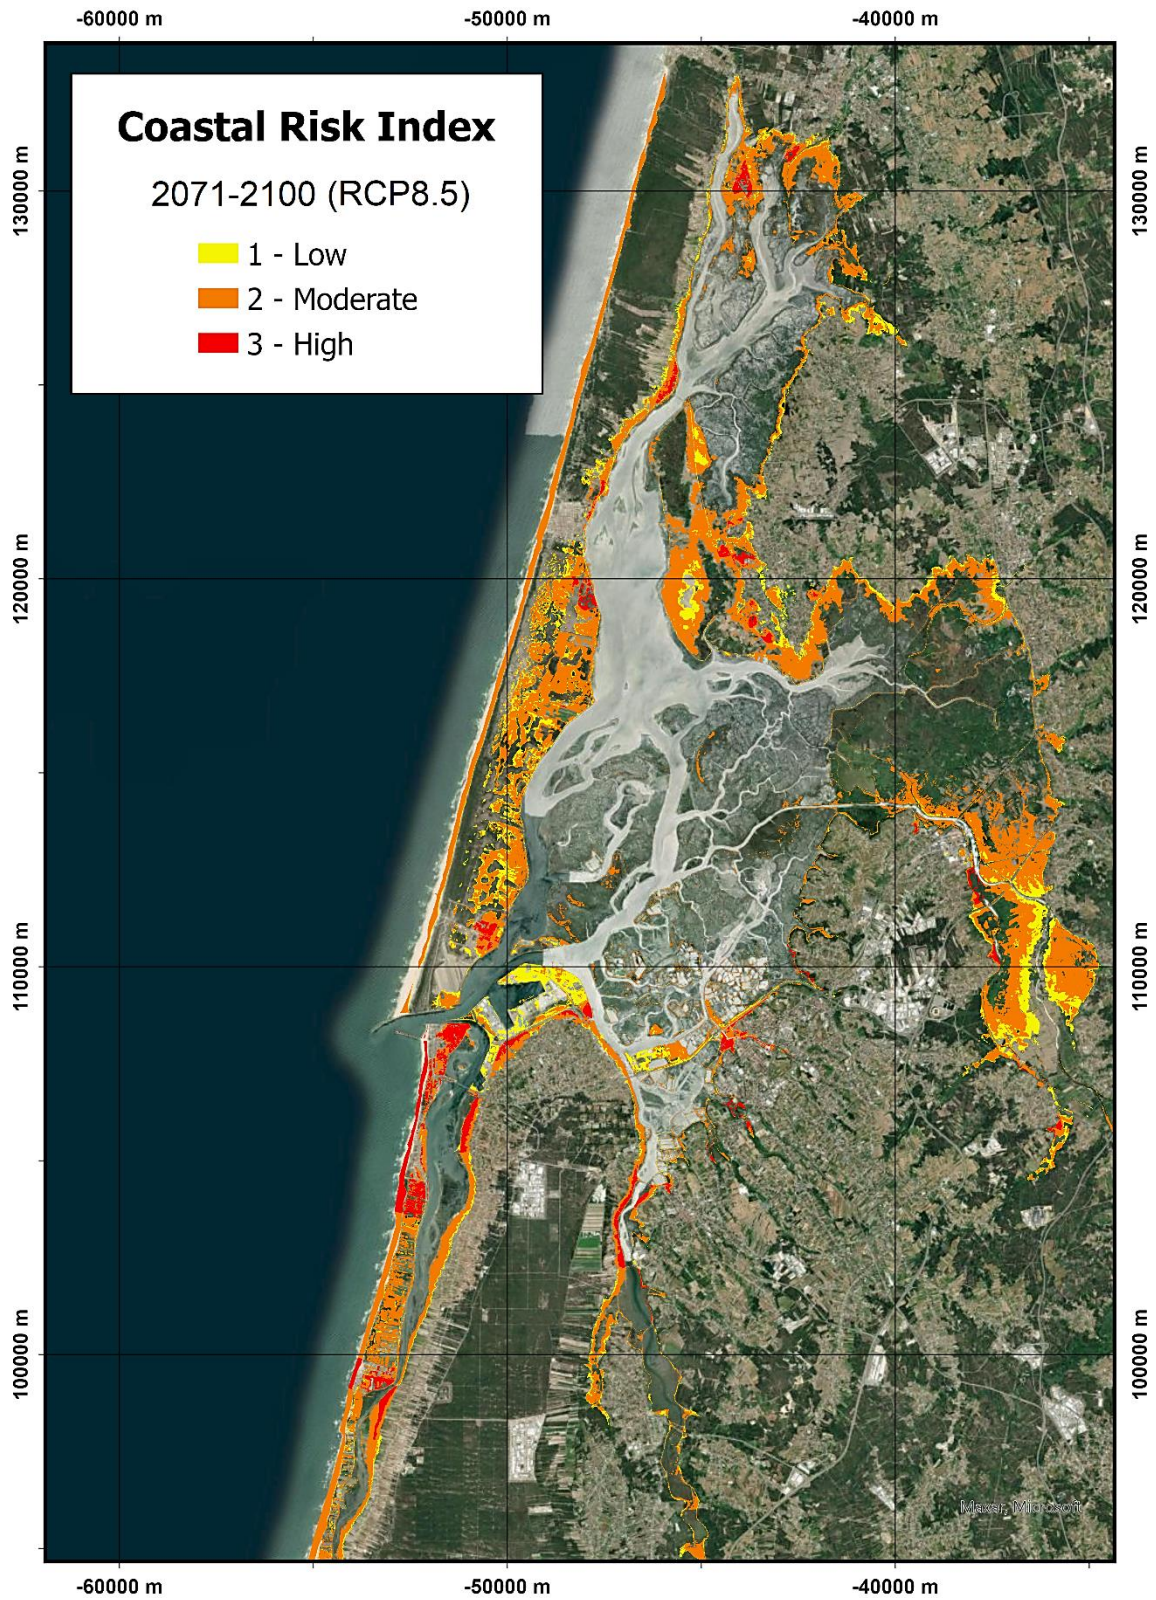 -60000 m -50000 m -40000 m
Coastal Risk Index
2071-2100 (RCP8.5)
1 - Low
2 - Moderate
3 - High
130000 m 130000 m
120000 m 120000 m
110000 m 110000 m
100000 m 100000 m
Maxar, Microsoft
-60000 m -50000 m -40000 m